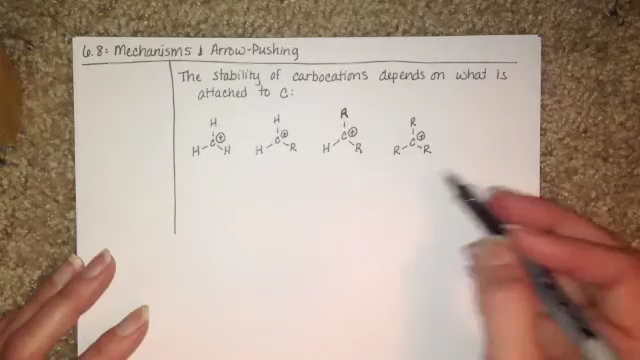 6.8: Mechanisms & Arrow-Pushing
The stability of carbocations depends on what is
attached to C:
H H R R
C⊕ C⊕ C⊕ C⊕
H H H R H R R R